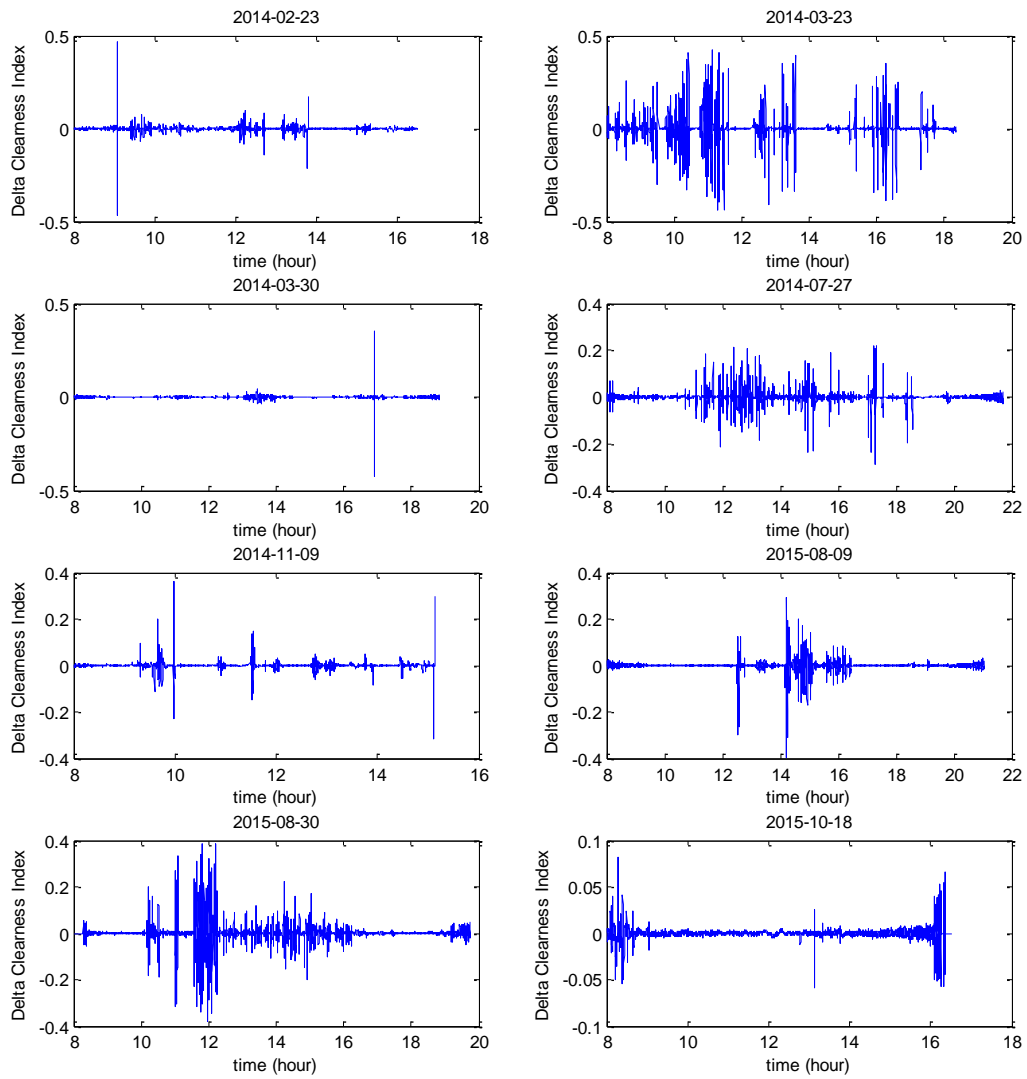 2014-02-23
0.5
0
-0.5
Delta Clearness Index
8 10 12 14 16 18
time (hour)
2014-03-23
0.5
0
-0.5
Delta Clearness Index
8 10 12 14 16 18 20
time (hour)
2014-03-30
0.5
0
-0.5
Delta Clearness Index
8 10 12 14 16 18 20
time (hour)
2014-07-27
0.4
0.2
0
-0.2
-0.4
Delta Clearness Index
8 10 12 14 16 18 20 22
time (hour)
2014-11-09
0.4
0.2
0
-0.2
-0.4
Delta Clearness Index
8 10 12 14 16
time (hour)
2015-08-09
0.4
0.2
0
-0.2
-0.4
Delta Clearness Index
8 10 12 14 16 18 20 22
time (hour)
2015-08-30
0.4
0.2
0
-0.2
-0.4
Delta Clearness Index
8 10 12 14 16 18 20
time (hour)
2015-10-18
0.1
0.05
0
-0.05
-0.1
Delta Clearness Index
8 10 12 14 16 18
time (hour)